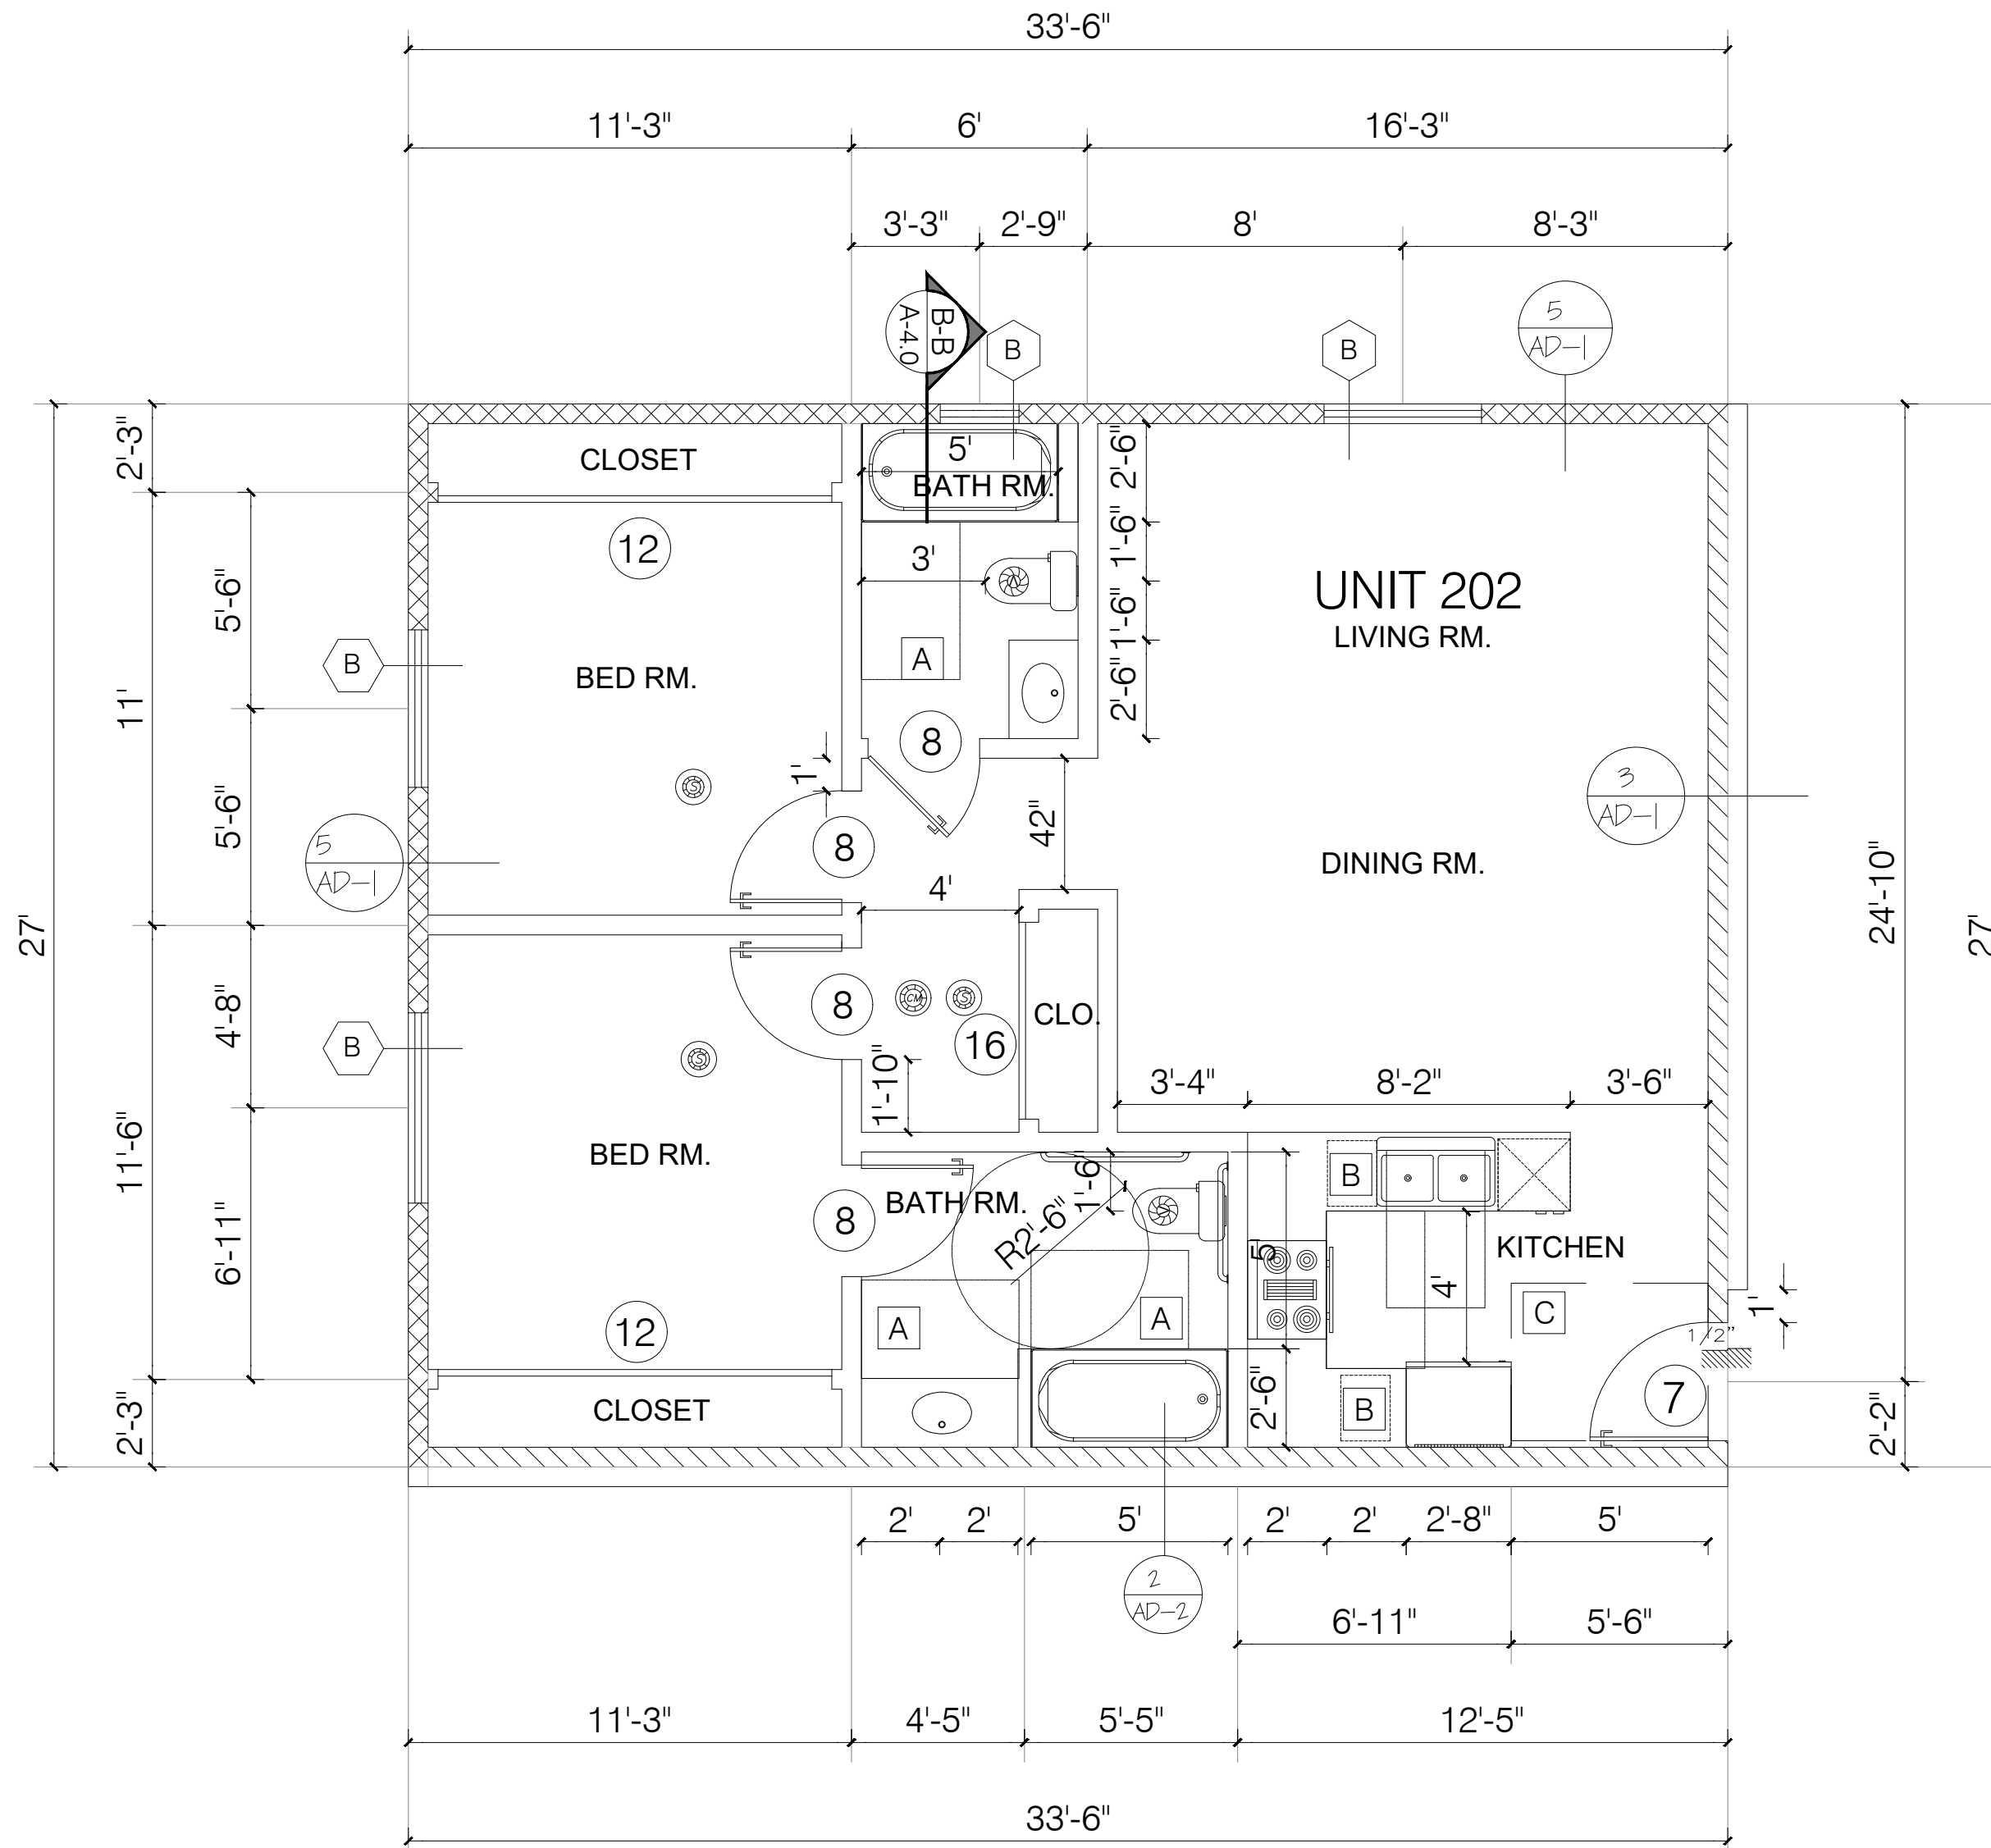 33'-6"
11'-3"
6'
16'-3"
3'-3"
2'-9"
8'
8'-3"
B-B
A-4.0
B
B
5
AD-1
27'
2'-3"
11'
11'-6"
2'-3"
5'-6"
5'-6"
4'-8"
6'-11"
B
5
AD-1
B
CLOSET
12
BED RM.
S
1'
8
5'
BATH RM.
3'
A
8
2'-6"
1'-6"
1'-6"
2'-6"
UNIT 202
LIVING RM.
3
AD-1
42"
DINING RM.
4'
8
CM
S
16
CLO.
1'-10"
S
BED RM.
12
CLOSET
8
BATH RM.
R2'-6"
1'-6"
A
A
5'
2'-6"
3'-4"
8'-2"
3'-6"
B
KITCHEN
4'
C
B
7
1'
1/2"
24'-10"
2'-2"
27'
2'
2'
5'
2'
2'
2'-8"
5'
2
AD-2
6'-11"
5'-6"
11'-3"
4'-5"
5'-5"
12'-5"
33'-6"